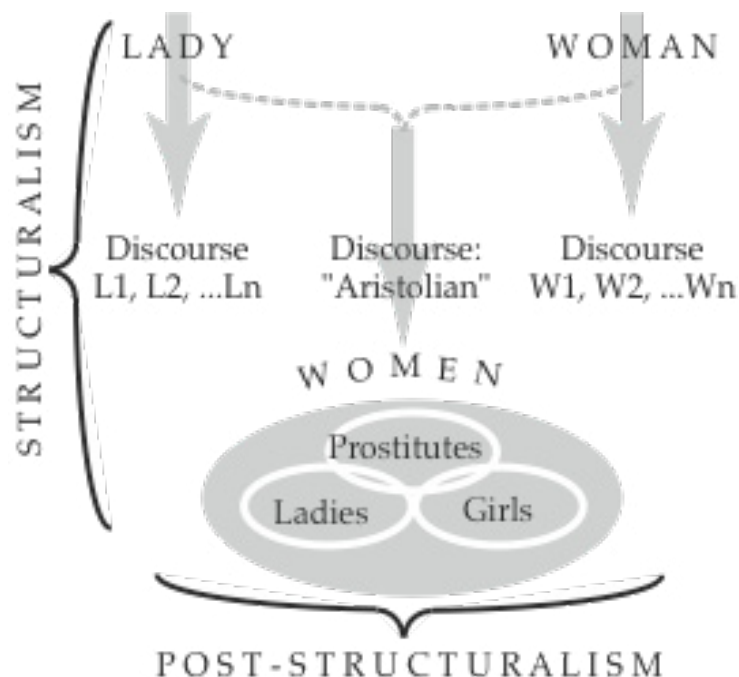 LADY
WOMAN
STRUCTURALISM
Discourse
L1, L2, ...Ln
Discourse:
"Aristolian"
Discourse
W1, W2, ...Wn
WOMEN
Prostitutes
Ladies
Girls
POST-STRUCTURALISM